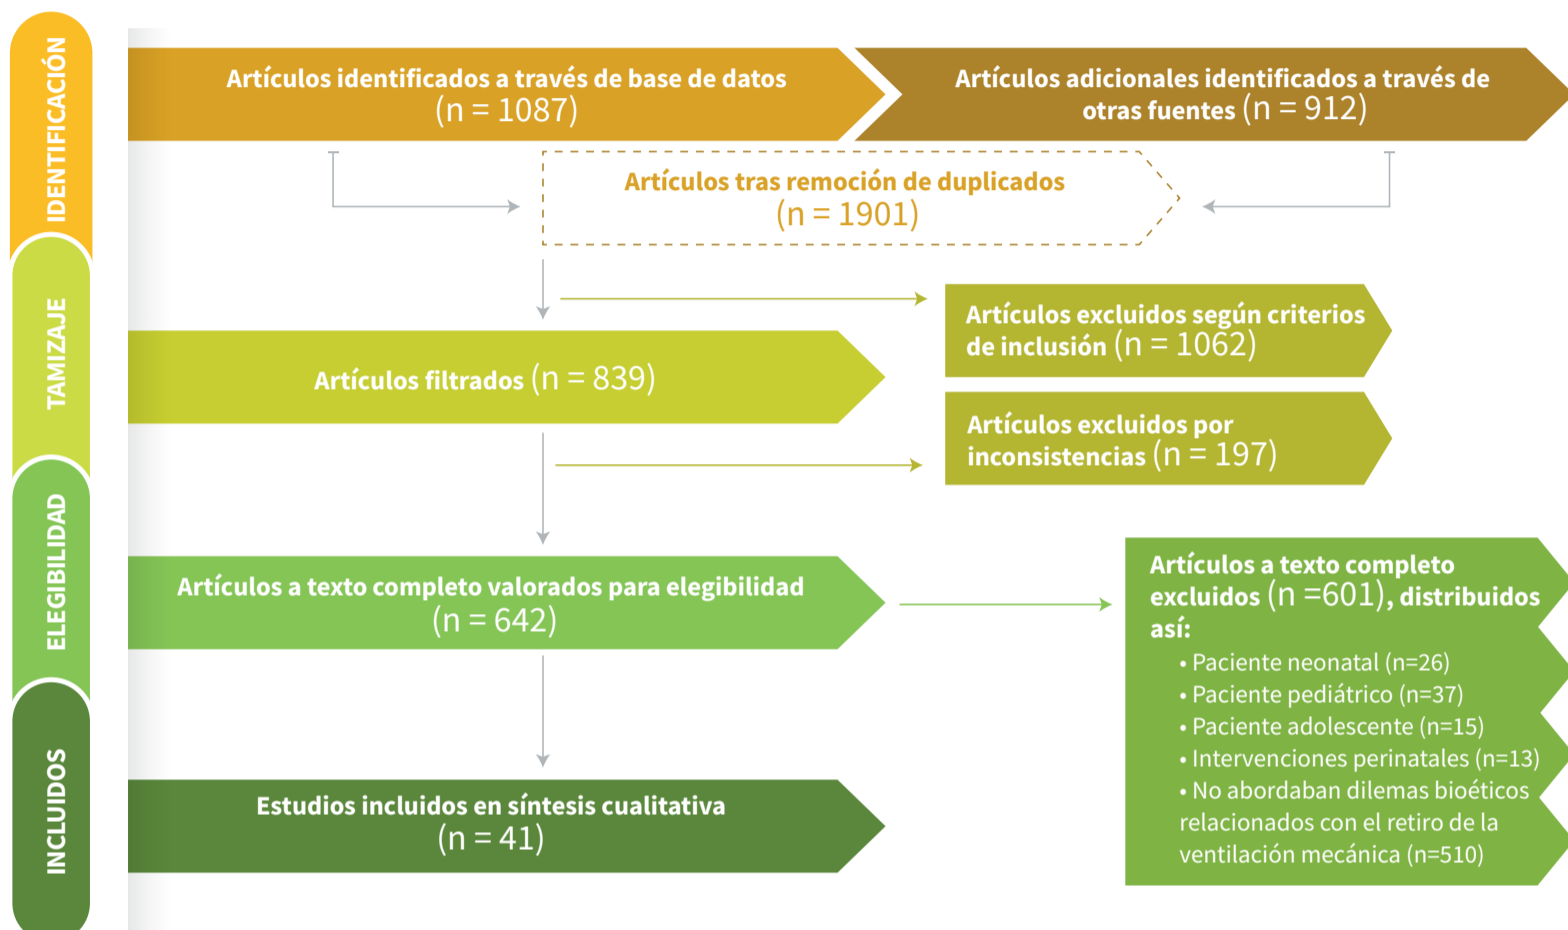 IDENTIFICACIÓN
Artículos identificados a través de base de datos
(n = 1087)
Artículos adicionales identificados a través de
otras fuentes (n = 912)
Artículos tras remoción de duplicados
(n = 1901)
TAMIZAJE
Artículos excluidos según criterios
de inclusión (n = 1062)
Artículos filtrados (n = 839)
Artículos excluidos por
inconsistencias (n = 197)
ELEGIBILIDAD
Artículos a texto completo valorados para elegibilidad
(n = 642)
Artículos a texto completo
excluidos (n =601), distribuidos
así:
• Paciente neonatal (n=26)
• Paciente pediátrico (n=37)
• Paciente adolescente (n=15)
• Intervenciones perinatales (n=13)
• No abordaban dilemas bioéticos
relacionados con el retiro de la
ventilación mecánica (n=510)
INCLUIDOS
Estudios incluidos en síntesis cualitativa
(n = 41)